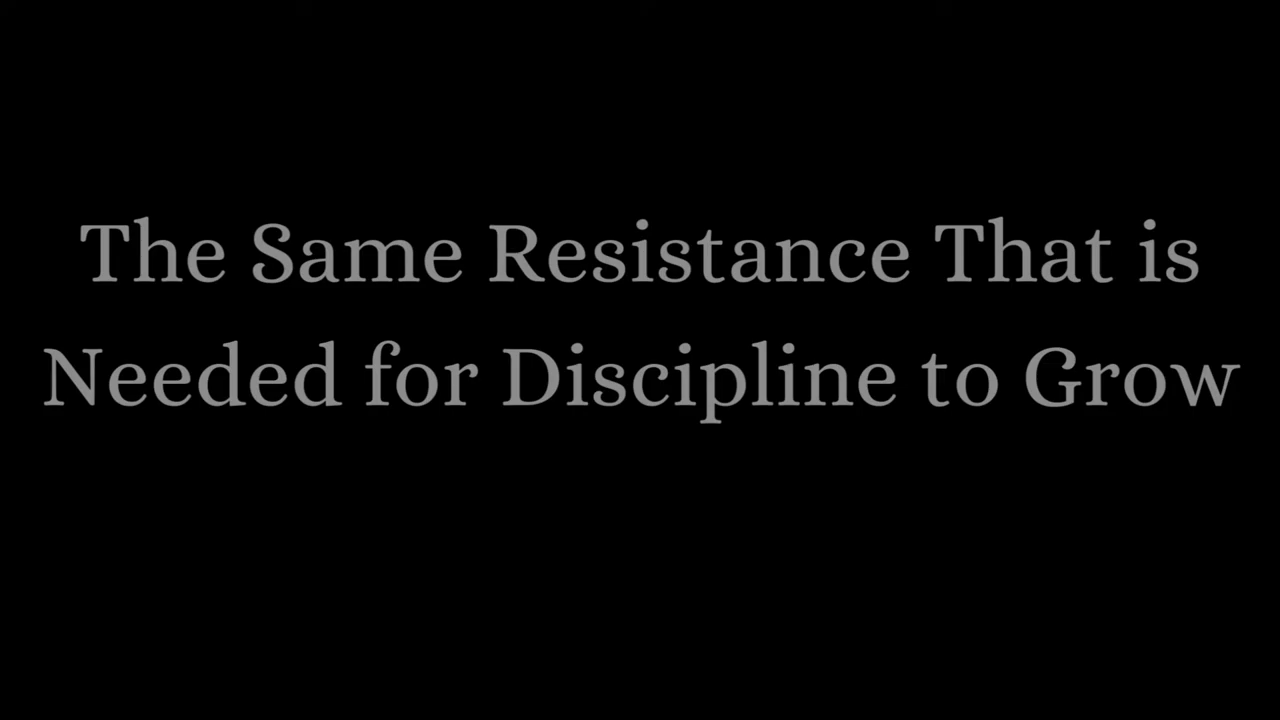 The Same Resistance That is
Needed for Discipline to Grow